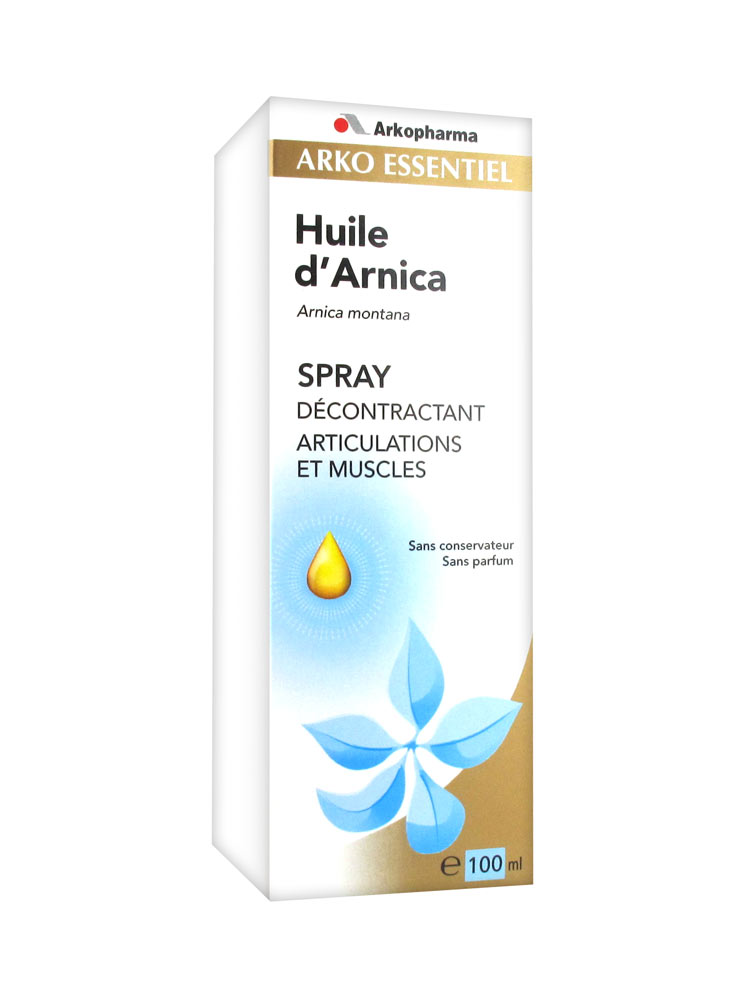 Arkopharma
ARKO ESSENTIEL
Huile
d'Arnica
Arnica montana
SPRAY
DÉCONTRACTANT
ARTICULATIONS
ET MUSCLES
Sans conservateur
Sans parfum
℮ 100 ml